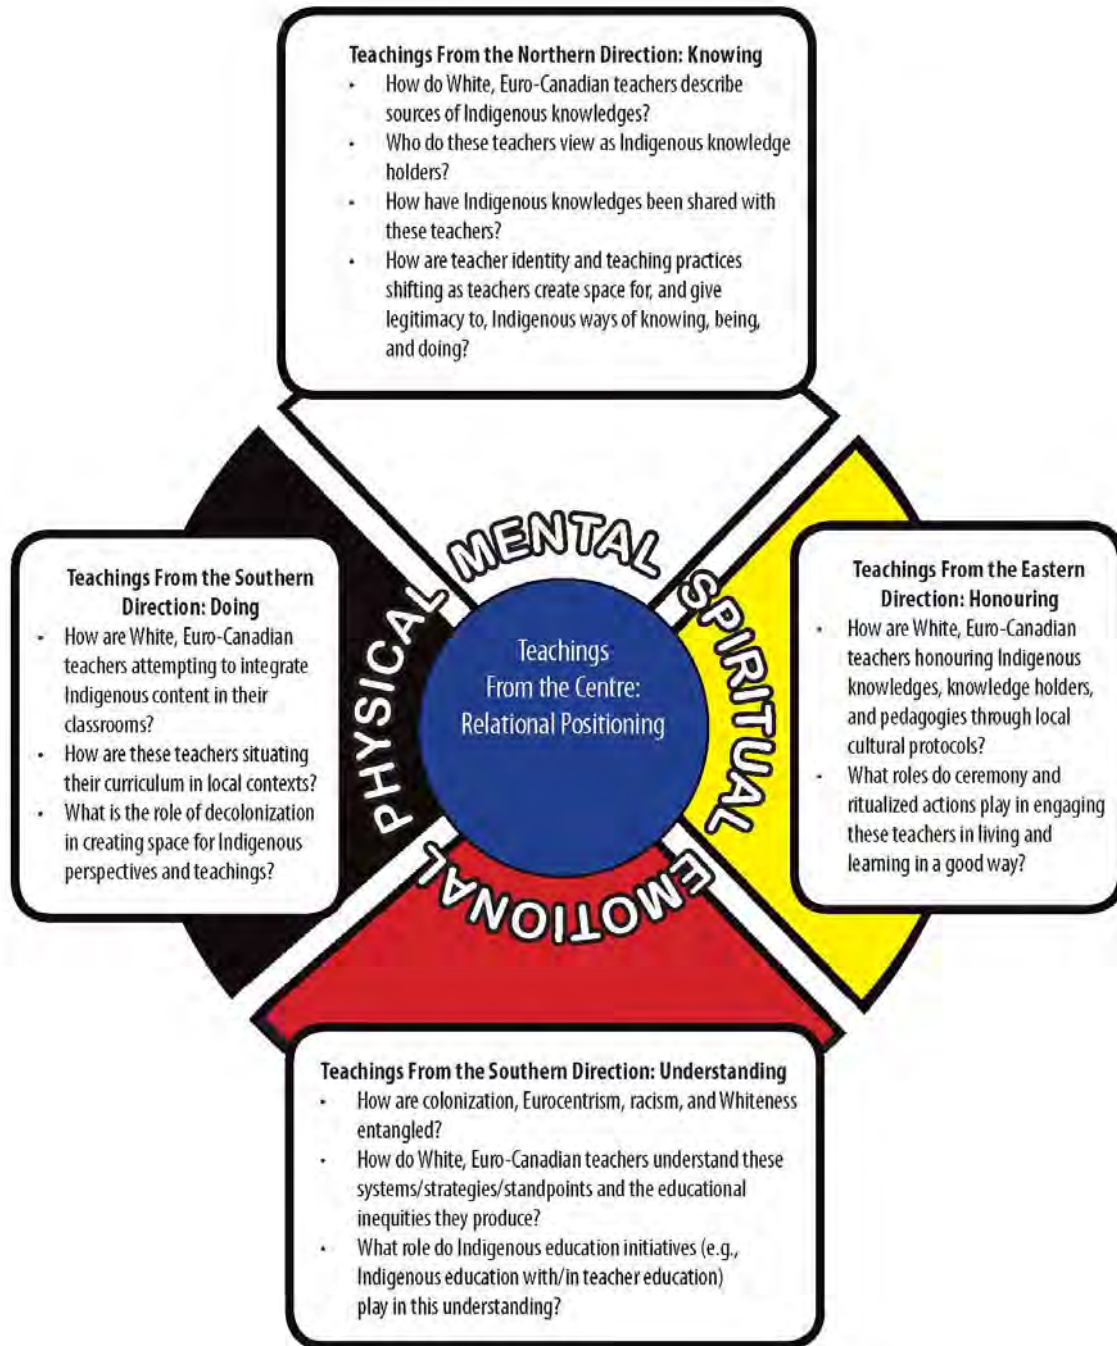 Teachings From the Northern Direction: Knowing
• How do White, Euro-Canadian teachers describe
sources of Indigenous knowledges?
• Who do these teachers view as Indigenous knowledge
holders?
• How have Indigenous knowledges been shared with
these teachers?
• How are teacher identity and teaching practices
shifting as teachers create space for, and give
legitimacy to, Indigenous ways of knowing, being,
and doing?
MENTAL
SPIRITUAL
PHYSICAL
EMOTIONAL
Teachings
From the Centre:
Relational Positioning
Teachings From the Southern
Direction: Doing
• How are White, Euro-Canadian
teachers attempting to integrate
Indigenous content in their
classrooms?
• How are these teachers situating
their curriculum in local contexts?
• What is the role of decolonization
in creating space for Indigenous
perspectives and teachings?
Teachings From the Eastern
Direction: Honouring
• How are White, Euro-Canadian
teachers honouring Indigenous
knowledges, knowledge holders,
and pedagogies through local
cultural protocols?
• What roles do ceremony and
ritualized actions play in engaging
these teachers in living and
learning in a good way?
Teachings From the Southern Direction: Understanding
• How are colonization, Eurocentrism, racism, and Whiteness
entangled?
• How do White, Euro-Canadian teachers understand these
systems/strategies/standpoints and the educational
inequities they produce?
• What role do Indigenous education initiatives (e.g.,
Indigenous education with/in teacher education)
play in this understanding?